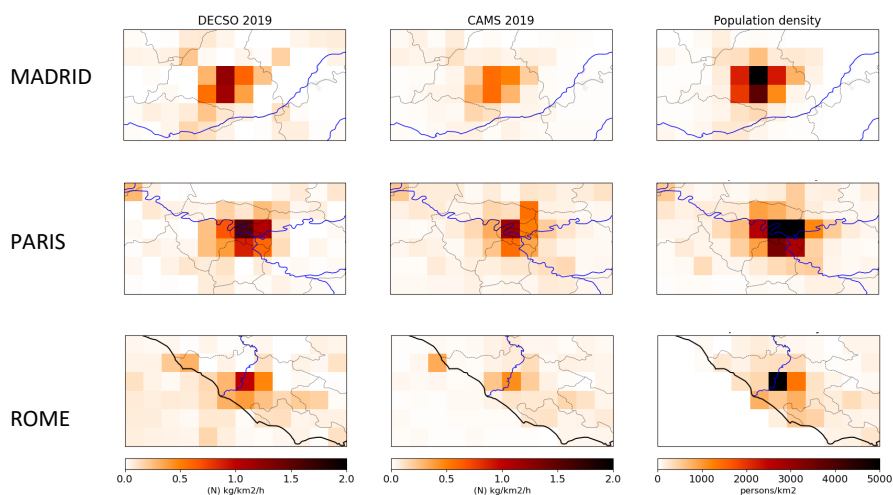 DECSO 2019
CAMS 2019
Population density
MADRID
PARIS
ROME
0.0 0.5 1.0 1.5 2.0
(N) kg/km2/h
0.0 0.5 1.0 1.5 2.0
(N) kg/km2/h
0 1000 2000 3000 4000 5000
persons/km2